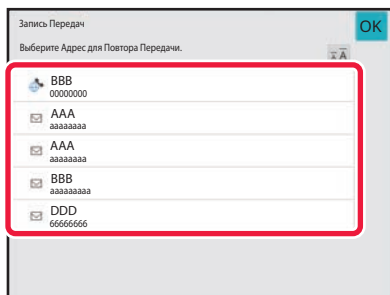 Запись Передач
OK
Выберите Адрес для Повтора Передачи.
A A
BBB
00000000
AAA
aaaaaaaa
AAA
aaaaaaaa
BBB
aaaaaaaaa
DDD
66666666